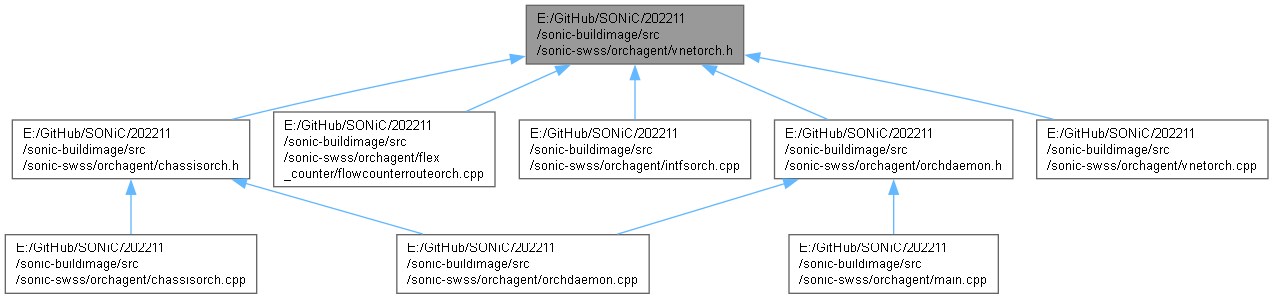 E:/GitHub/SONiC/202211
/sonic-buildimage/src
/sonic-swss/orchagent/vnetorch.h
E:/GitHub/SONiC/202211
/sonic-buildimage/src
/sonic-swss/orchagent/chassisorch.h
E:/GitHub/SONiC/202211
/sonic-buildimage/src
/sonic-swss/orchagent/flex
_counter/flowcounterrouteorch.cpp
E:/GitHub/SONiC/202211
/sonic-buildimage/src
/sonic-swss/orchagent/intfsorch.cpp
E:/GitHub/SONiC/202211
/sonic-buildimage/src
/sonic-swss/orchagent/orchdaemon.h
E:/GitHub/SONiC/202211
/sonic-buildimage/src
/sonic-swss/orchagent/vnetorch.cpp
E:/GitHub/SONiC/202211
/sonic-buildimage/src
/sonic-swss/orchagent/chassisorch.cpp
E:/GitHub/SONiC/202211
/sonic-buildimage/src
/sonic-swss/orchagent/orchdaemon.cpp
E:/GitHub/SONiC/202211
/sonic-buildimage/src
/sonic-swss/orchagent/main.cpp